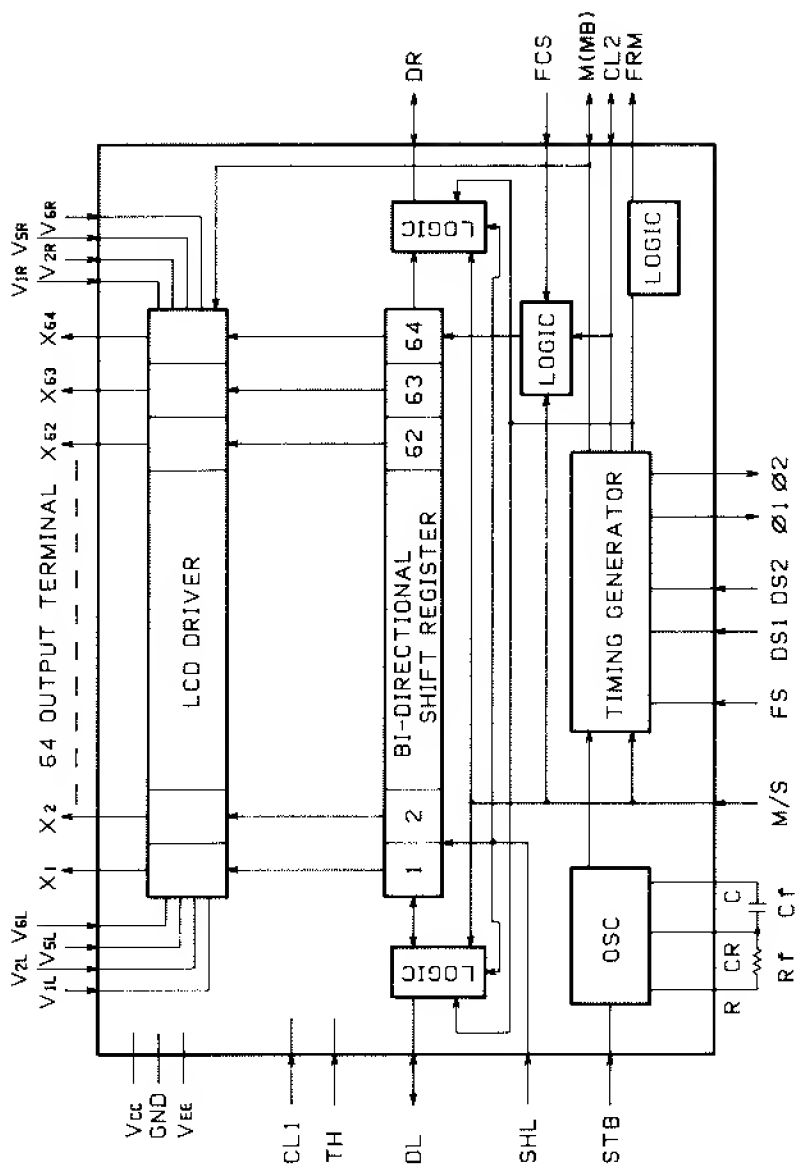 64 OUTPUT TERMINAL
V1L V2L V5L V6L
X1 X2 X62 X63 X64
V1R V2R V5R V6R
VCC
GND
VEE
CL1
TH
DL
SHL
STB
LCD DRIVER
1 2
BI-DIRECTIONAL
SHIFT REGISTER
62 63 64
LOGIC
LOGIC
LOGIC
LOGIC
OSC
TIMING GENERATOR
DR
FCS
M(MB)
CL2
FRM
R CR C
Rf Cf
M/S FS DS1 DS2 Ø1 Ø2